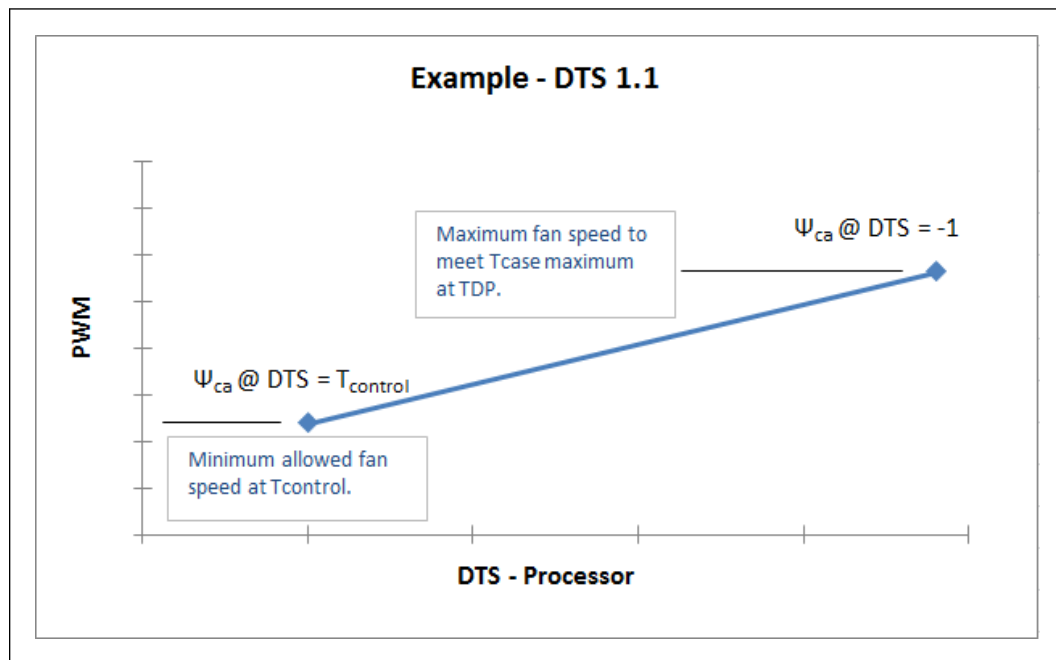 Example - DTS 1.1
Ψca @ DTS = -1
Maximum fan speed to
meet Tcase maximum
at TDP.
PWM
Ψca @ DTS = Tcontrol
Minimum allowed fan
speed at Tcontrol.
DTS - Processor